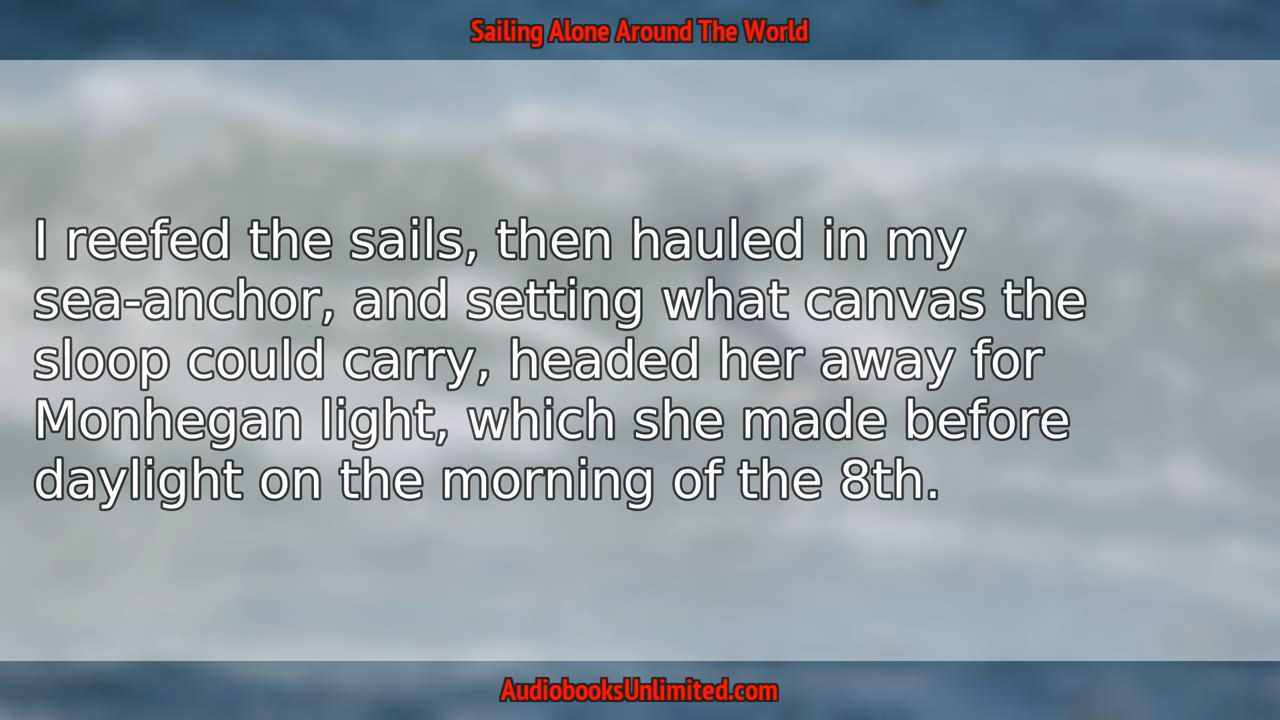 Sailing Alone Around The World
I reefed the sails, then hauled in my
sea-anchor, and setting what canvas the
sloop could carry, headed her away for
Monhegan light, which she made before
daylight on the morning of the 8th.
AudiobooksUnlimited.com